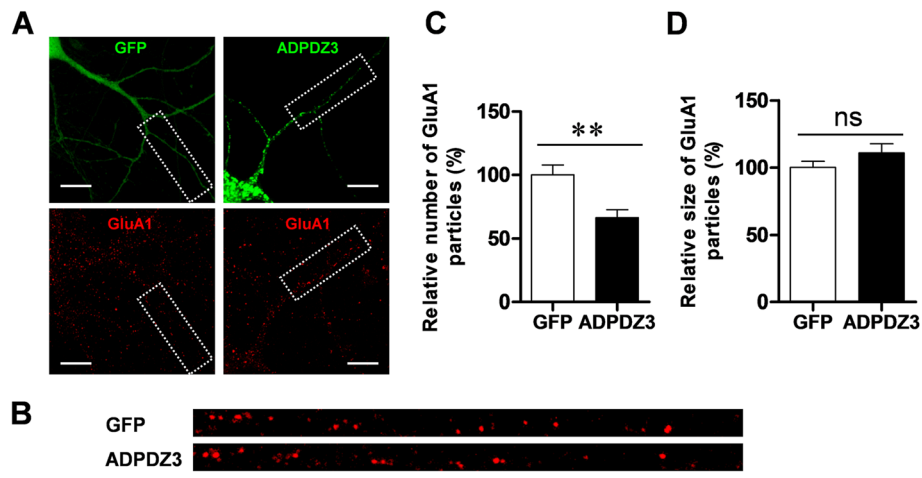 A
GFP
ADPDZ3
GluA1
GluA1
B
GFP
ADPDZ3
C
Relative number of GluA1
particles (%)
150
100
50
0
**
GFP ADPDZ3
D
Relative size of GluA1
particles (%)
150
100
50
0
ns
GFP ADPDZ3